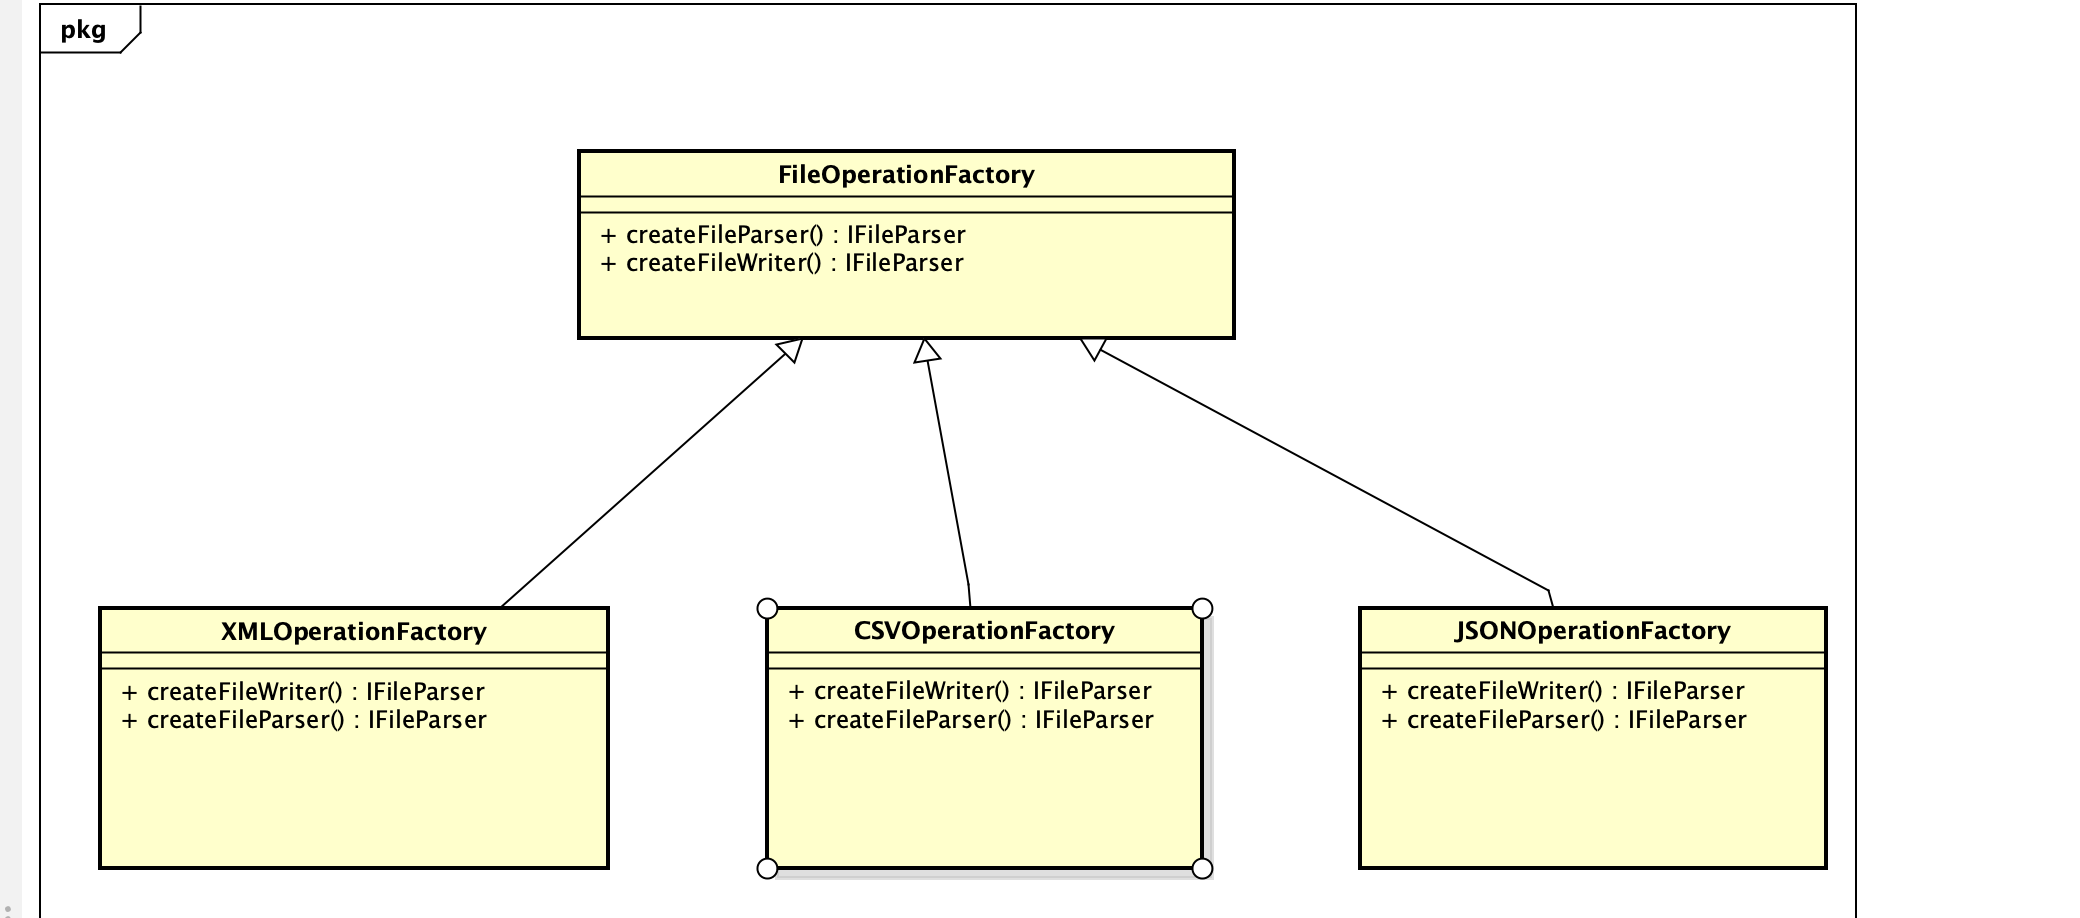 pkg
FileOperationFactory
+ createFileParser() : IFileParser
+ createFileWriter() : IFileParser
XMLOperationFactory
+ createFileWriter() : IFileParser
+ createFileParser() : IFileParser
CSVOperationFactory
+ createFileWriter() : IFileParser
+ createFileParser() : IFileParser
JSONOperationFactory
+ createFileWriter() : IFileParser
+ createFileParser() : IFileParser